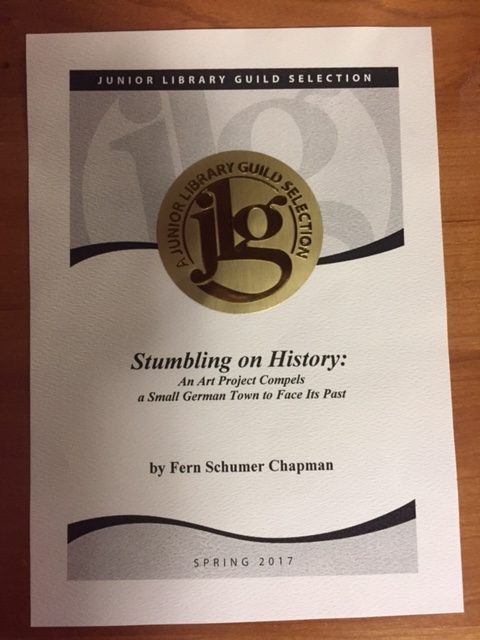 JUNIOR LIBRARY GUILD SELECTION
jlg
A JUNIOR LIBRARY GUILD SELECTION
jlg
Stumbling on History:
An Art Project Compels
a Small German Town to Face Its Past
by Fern Schumer Chapman
SPRING 2017